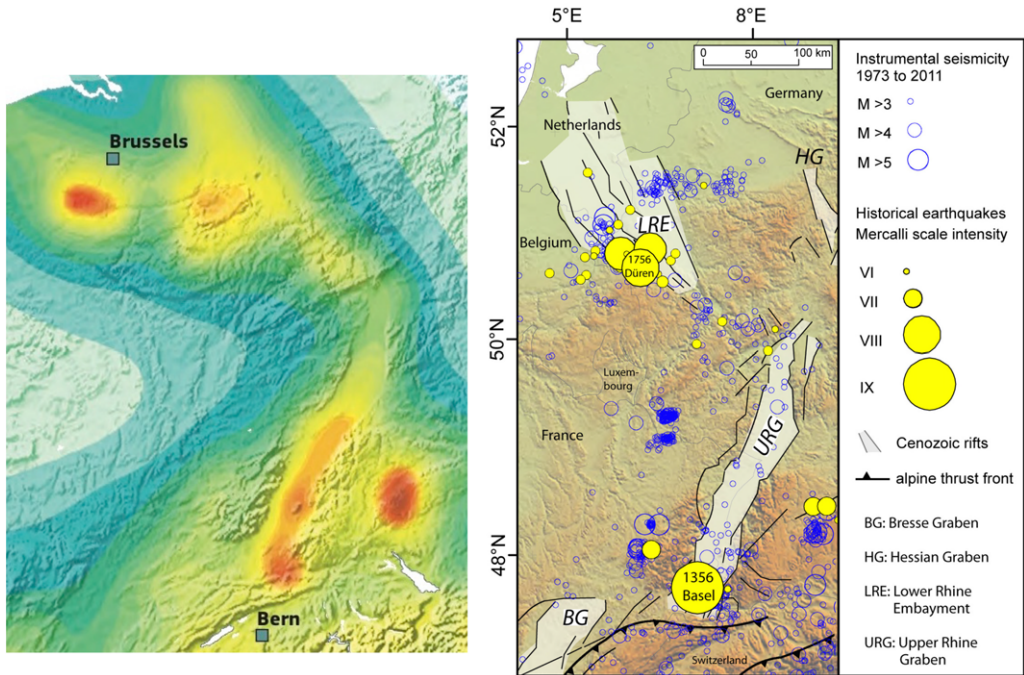 Brussels
Bern
5°E
8°E
52°N
50°N
48°N
0 50 100 km
Germany
Netherlands
HG
LRE
Belgium
1756
Düren
Luxem-
bourg
France
URG
1356
Basel
BG
Switzerland
Instrumental seismicity
1973 to 2011
M >3
M >4
M >5
Historical earthquakes
Mercalli scale intensity
VI
VII
VIII
IX
Cenozoic rifts
alpine thrust front
BG: Bresse Graben
HG: Hessian Graben
LRE: Lower Rhine
Embayment
URG: Upper Rhine
Graben